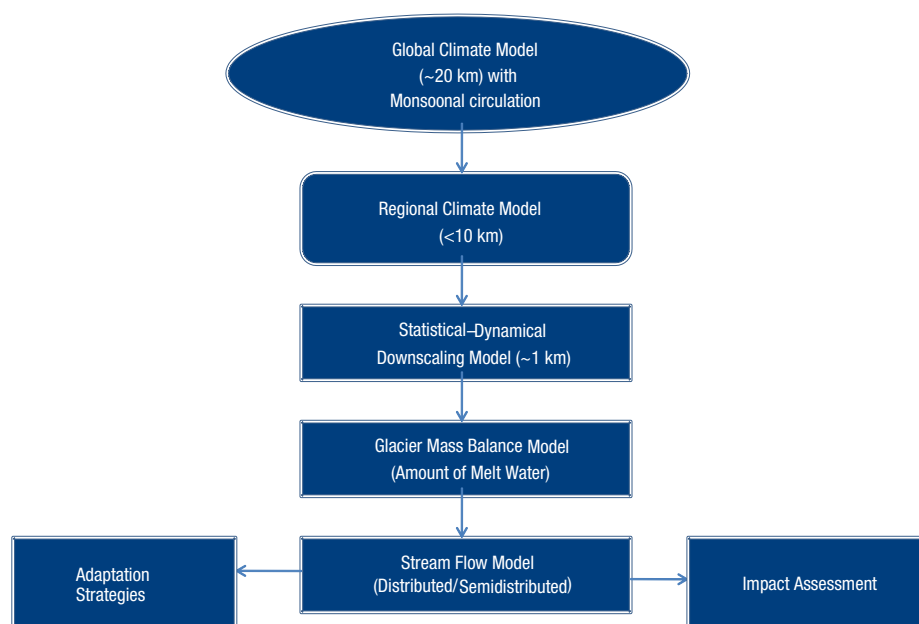 Global Climate Model
(~20 km) with
Monsoonal circulation
Regional Climate Model
(<10 km)
Statistical–Dynamical
Downscaling Model (~1 km)
Glacier Mass Balance Model
(Amount of Melt Water)
Adaptation
Strategies
Stream Flow Model
(Distributed/Semidistributed)
Impact Assessment